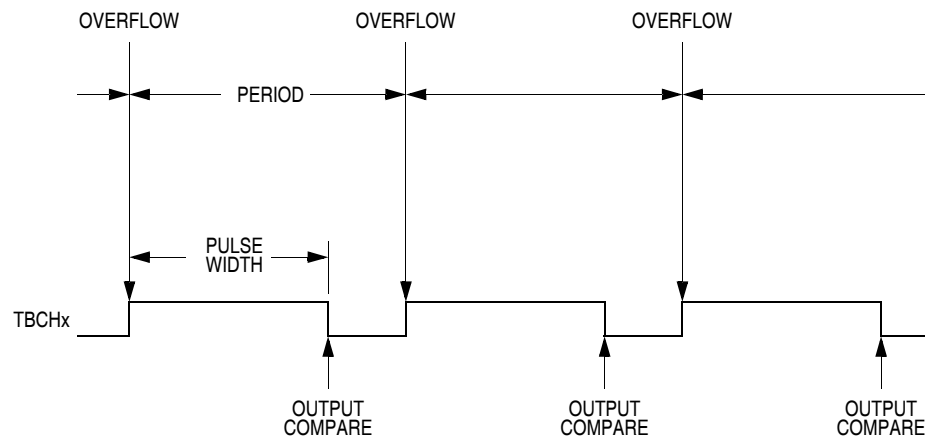 OVERFLOW OVERFLOW OVERFLOW
PERIOD
PULSE
WIDTH
TBCHx
OUTPUT
COMPARE
OUTPUT
COMPARE
OUTPUT
COMPARE